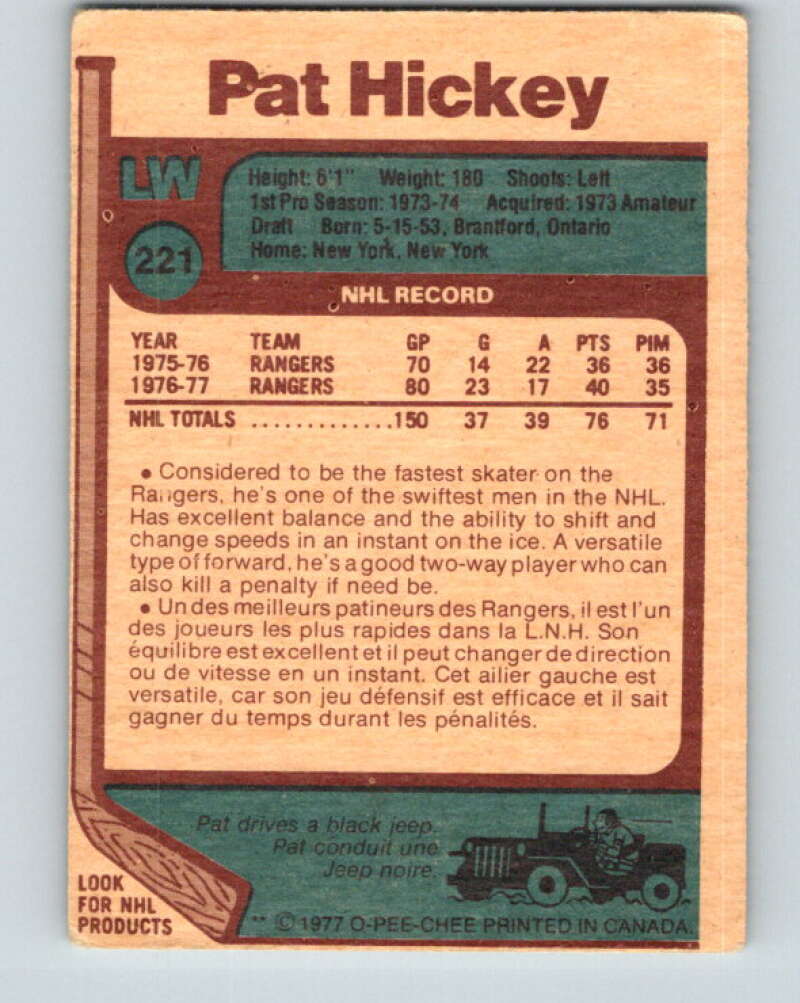 Pat Hickey
LW
Height: 6'1" Weight: 180 Shoots: Left
1st Pro Season: 1973-74 Acquired: 1973 Amateur
Draft Born: 5-15-53, Brantford, Ontario
Home: New York, New York
221
NHL RECORD
YEAR TEAM GP G A PTS PIM
1975-76 RANGERS 70 14 22 36 36
1976-77 RANGERS 80 23 17 40 35
NHL TOTALS .............150 37 39 76 71
• Considered to be the fastest skater on the
Rangers, he's one of the swiftest men in the NHL.
Has excellent balance and the ability to shift and
change speeds in an instant on the ice. A versatile
type of forward, he's a good two-way player who can
also kill a penalty if need be.
• Un des meilleurs patineurs des Rangers, il est l'un
des joueurs les plus rapides dans la L.N.H. Son
équilibre est excellent et il peut changer de direction
ou de vitesse en un instant. Cet ailier gauche est
versatile, car son jeu défensif est efficace et il sait
gagner du temps durant les pénalités.
Pat drives a black jeep.
Pat conduit une
Jeep noire.
LOOK
FOR NHL
PRODUCTS
** © 1977 O-PEE-CHEE PRINTED IN CANADA.